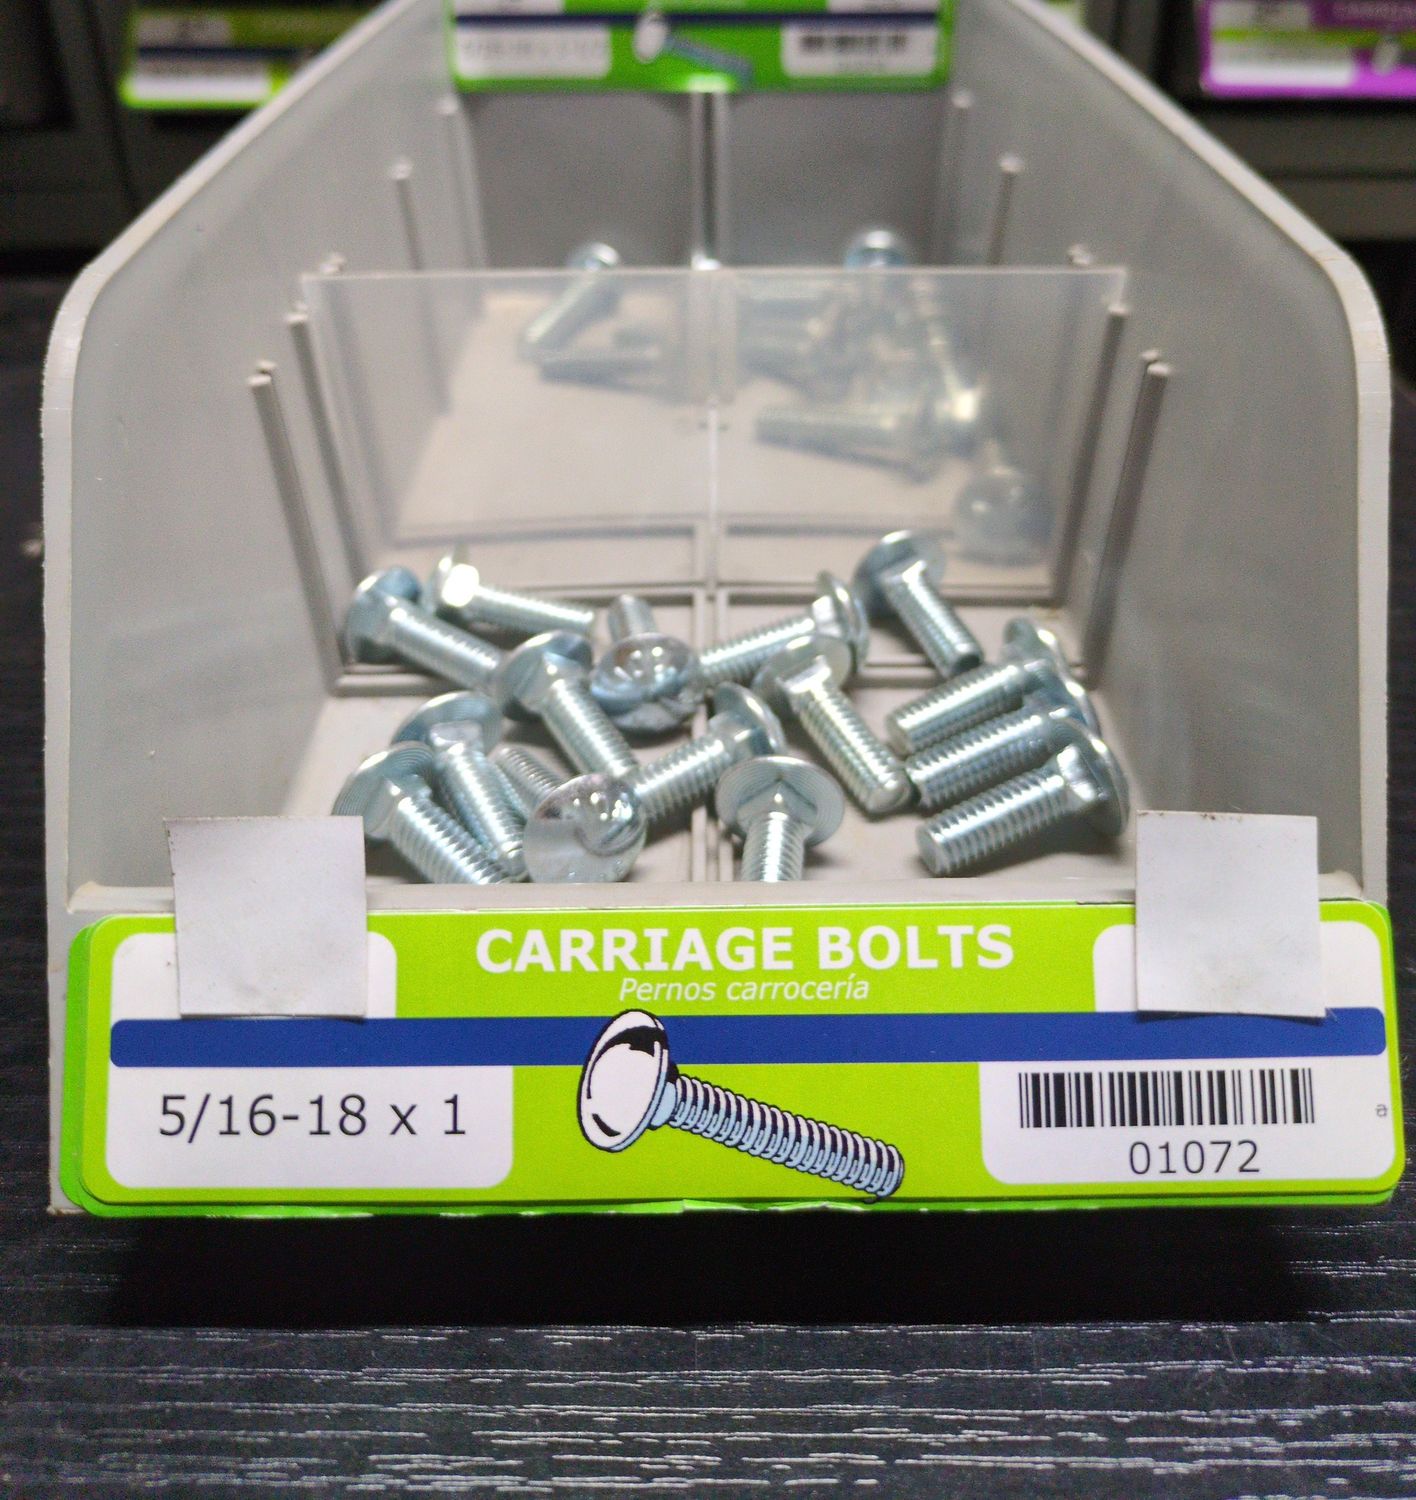 CARRIAGE BOLTS
Pernos carrocería
5/16-18 x 1
01072
a